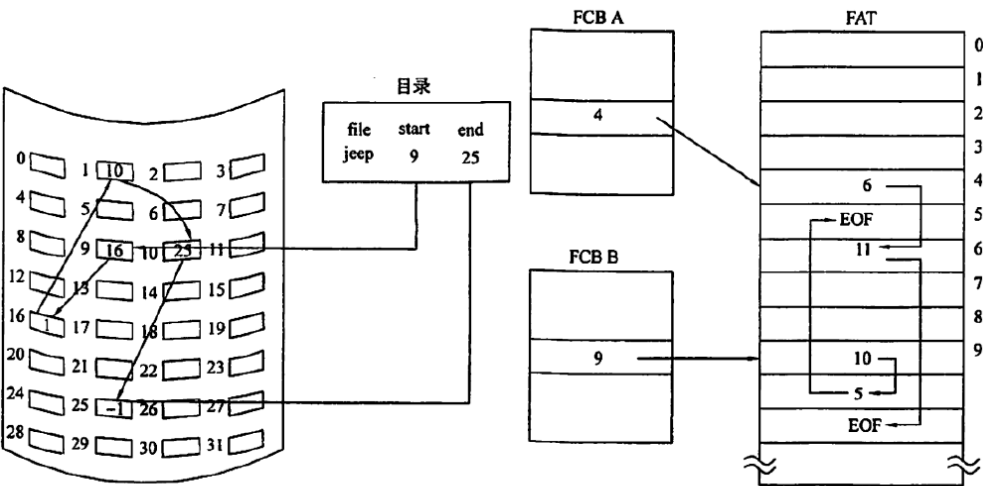 目录
file start end
jeep 9 25
0 1 10 2 3
4 5 6 7
8 9 16 10 25 11
12 13 14 15
16 1 17 18 19
20 21 22 23
24 25 -1 26 27
28 29 30 31
FCB A
4
FCB B
9
FAT
0
1
2
3
6 4
EOF 5
11 6
7
8
10 9
5
EOF